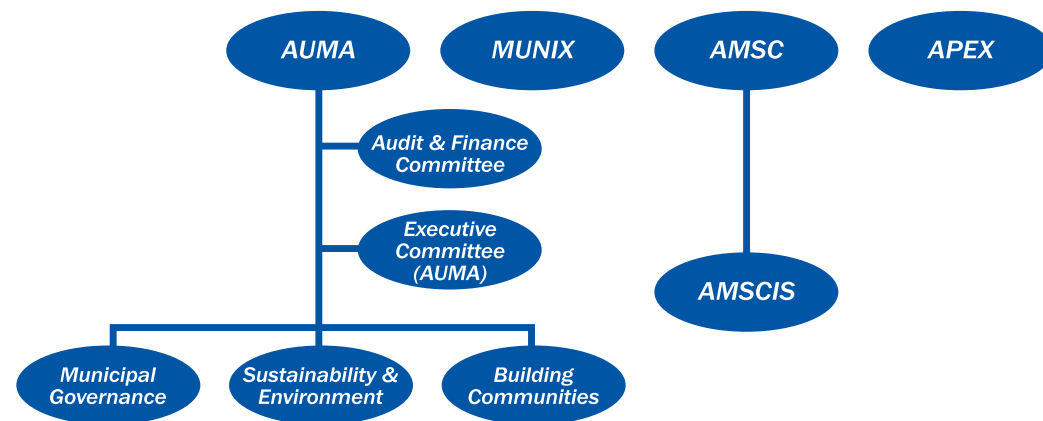 AUMA
MUNIX
AMSC
APEX
Audit & Finance
Committee
Executive
Committee
(AUMA)
AMSCIS
Municipal
Governance
Sustainability &
Environment
Building
Communities